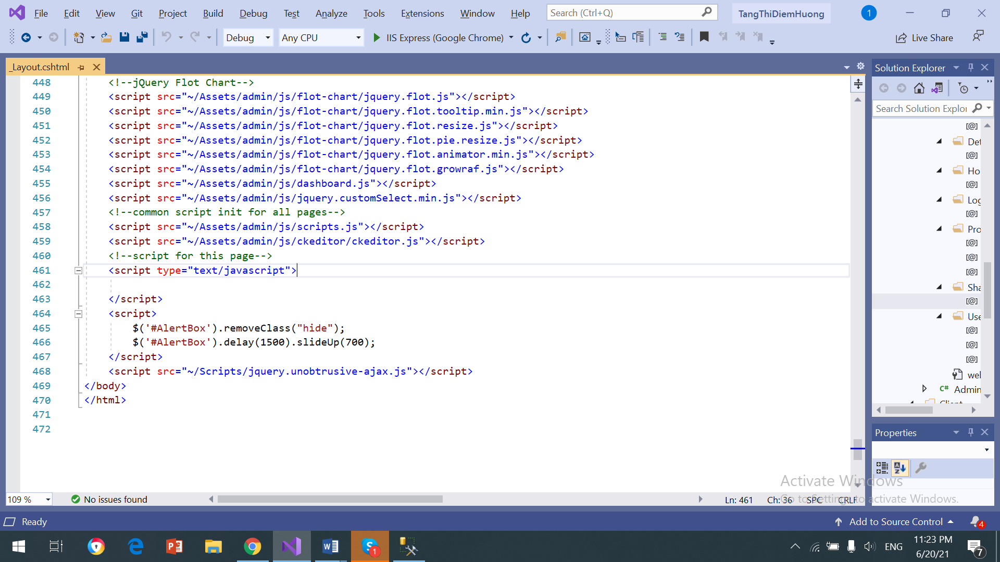 File Edit View Git Project Build Debug Test Analyze Tools Extensions Window Help Search (Ctrl+Q) TangThiDiemHuong 1
Debug Any CPU IIS Express (Google Chrome) Live Share
_Layout.cshtml
448 <!--jQuery Flot Chart-->
449 <script src="~/Assets/admin/js/flot-chart/jquery.flot.js"></script>
450 <script src="~/Assets/admin/js/flot-chart/jquery.flot.tooltip.min.js"></script>
451 <script src="~/Assets/admin/js/flot-chart/jquery.flot.resize.js"></script>
452 <script src="~/Assets/admin/js/flot-chart/jquery.flot.pie.resize.js"></script>
453 <script src="~/Assets/admin/js/flot-chart/jquery.flot.animator.min.js"></script>
454 <script src="~/Assets/admin/js/flot-chart/jquery.flot.growraf.js"></script>
455 <script src="~/Assets/admin/js/dashboard.js"></script>
456 <script src="~/Assets/admin/js/jquery.customSelect.min.js"></script>
457 <!--common script init for all pages-->
458 <script src="~/Assets/admin/js/scripts.js"></script>
459 <script src="~/Assets/admin/js/ckeditor/ckeditor.js"></script>
460 <!--script for this page-->
461 <script type="text/javascript">
462
463 </script>
464 <script>
465 $('#AlertBox').removeClass("hide");
466 $('#AlertBox').delay(1500).slideUp(700);
467 </script>
468 <script src="~/Scripts/jquery.unobtrusive-ajax.js"></script>
469 </body>
470 </html>
471
472
109 % No issues found Ln: 461 Ch: 36 SPC CRLF
Solution Explorer
Search Solution Explor
[@]
Det
[@]
Ho
[@]
Log
[@]
Pro
[@]
[@]
[@]
Sha
[@]
Use
[@]
[@]
[@]
wel
C# Admin
Properties
Activate Windows
Go to Settings to activate Windows.
Ready Add to Source Control 4
1 ENG 11:23 PM
6/20/21 7